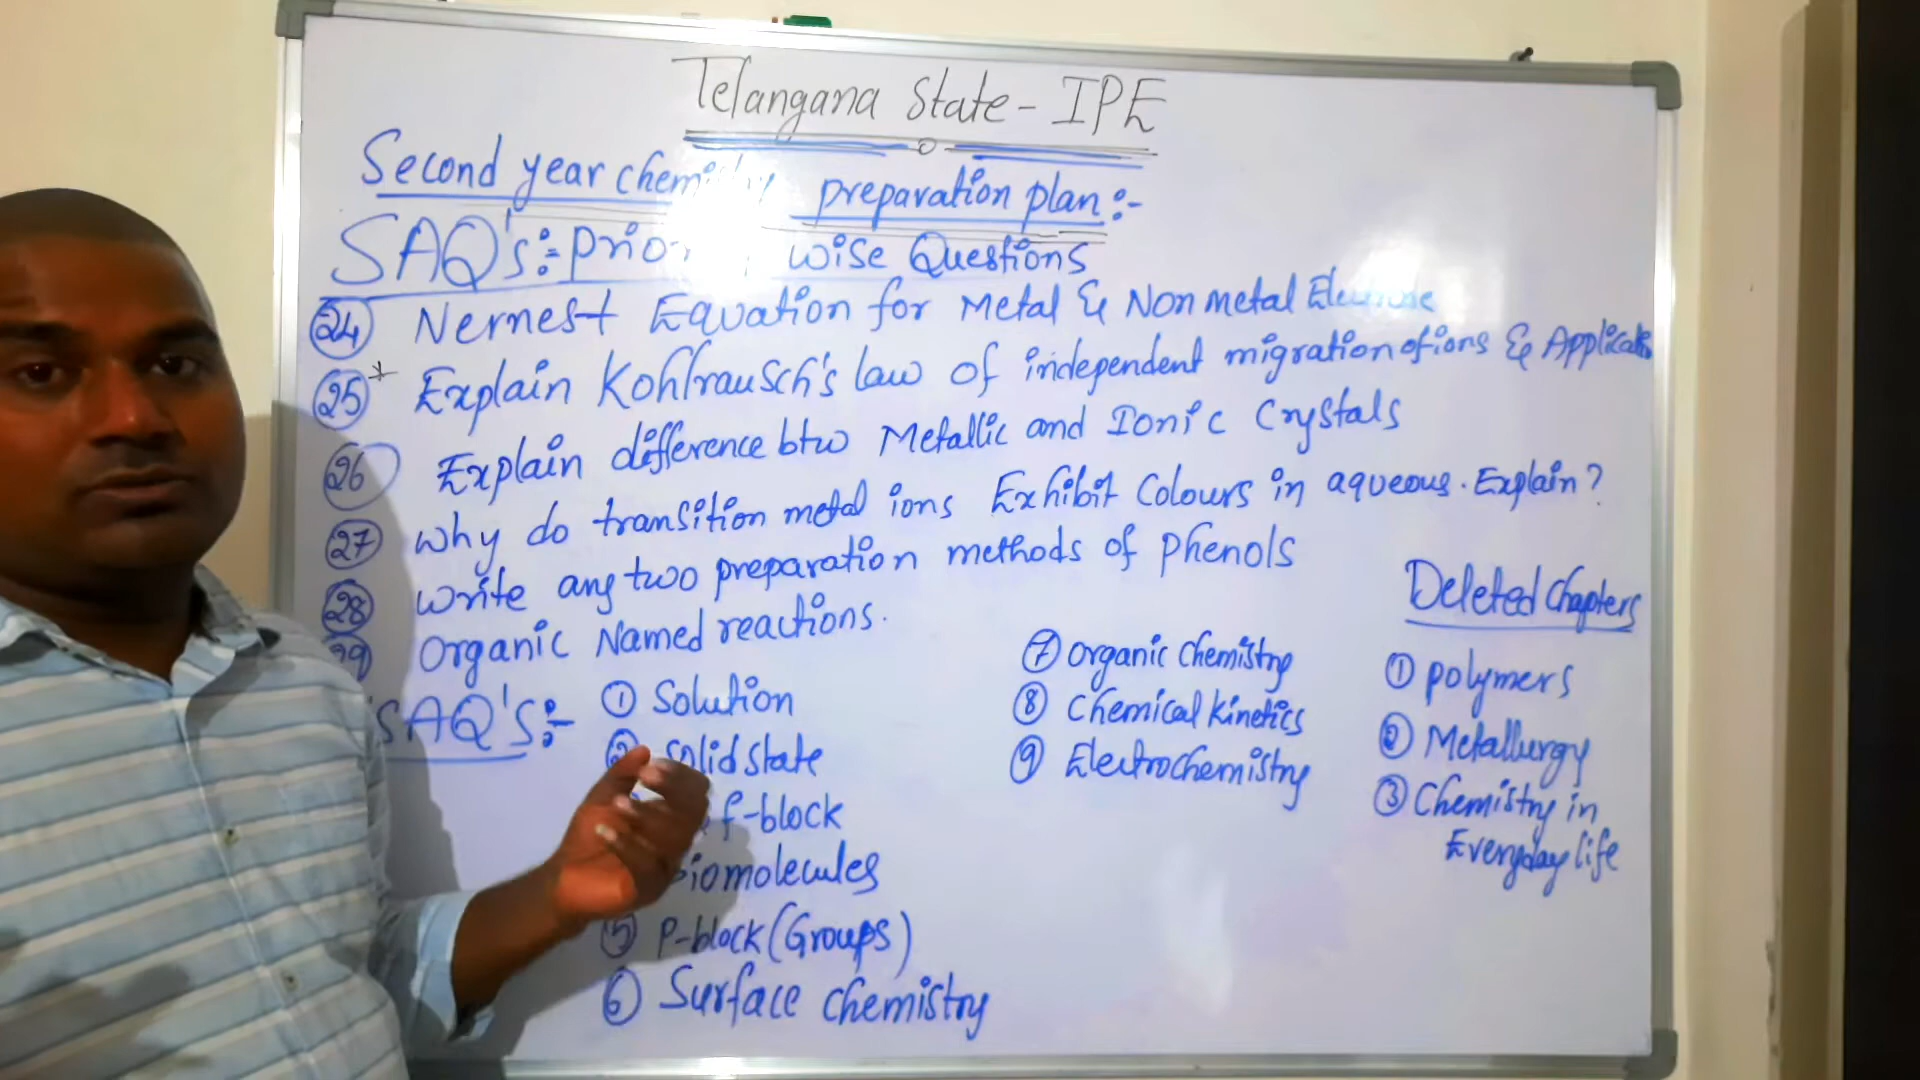 Telangana State - IPE
Second year chemistry preparation plan :-
SAQ's :- prior wise Questions
24 Nernest Equation for Metal & Non metal Electrode
25 * Explain Kohlrausch's law of independent migration of ions & Applicatio
26 Explain difference btw Metallic and Ionic Crystals
27 Why do transition metal ions Exhibit Colours in aqueous. Explain?
28 Write any two preparation methods of phenols
29 Organic Named reactions.
SAQ'S :-
1 Solution
2 Solid state
f-block
Biomolecules
5 P-block (Groups)
6 Surface chemistry
7 Organic chemistry
8 Chemical kinetics
9 Electrochemistry
Deleted chapters
1 polymers
2 Metallurgy
3 Chemistry in
Everyday life